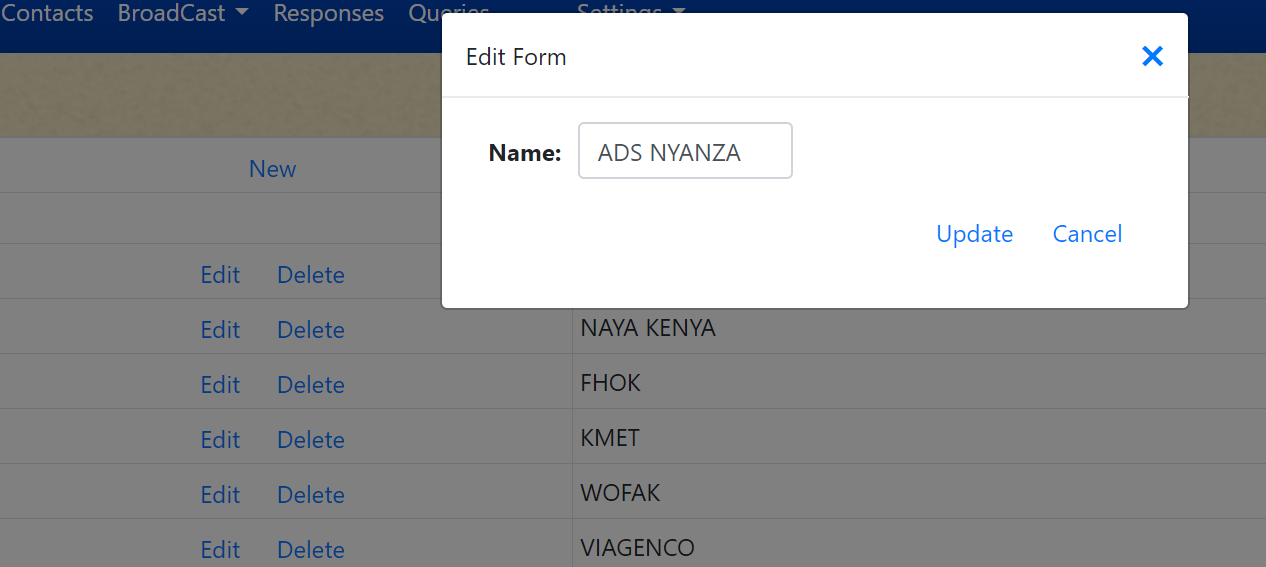 Contacts BroadCast Responses Queries Settings
Edit Form
Name: ADS NYANZA
New
Update Cancel
Edit Delete
Edit Delete NAYA KENYA
Edit Delete FHOK
Edit Delete KMET
Edit Delete WOFAK
Edit Delete VIAGENCO